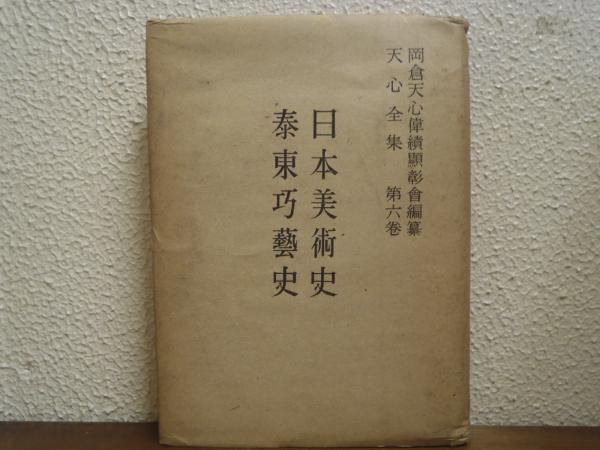 岡倉天心偉績顯彰會編纂
天心全集 第六卷
日本美術史
泰東巧藝史